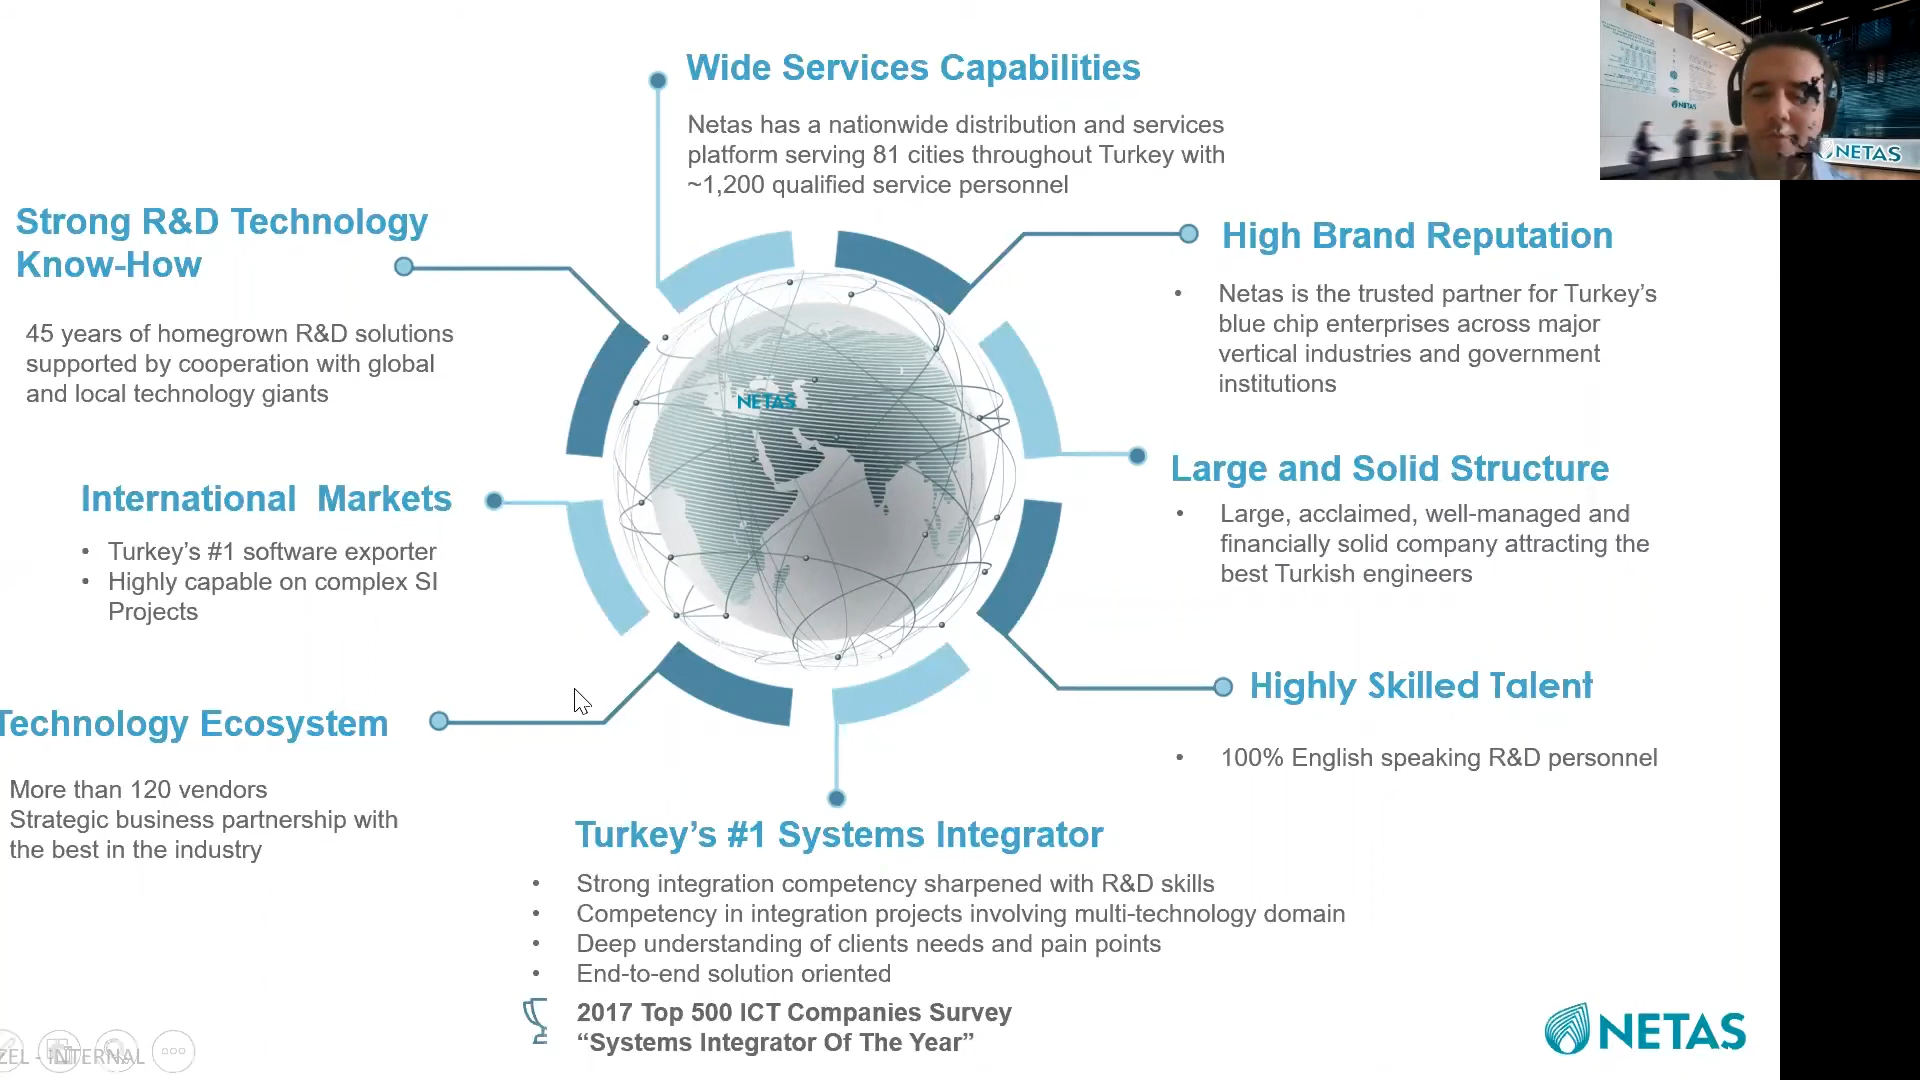 Wide Services Capabilities
Netas has a nationwide distribution and services
platform serving 81 cities throughout Turkey with
~1,200 qualified service personnel
Strong R&D Technology
Know-How
45 years of homegrown R&D solutions
supported by cooperation with global
and local technology giants
High Brand Reputation
• Netas is the trusted partner for Turkey’s
blue chip enterprises across major
vertical industries and government
institutions
NETAS
International Markets
• Turkey’s #1 software exporter
• Highly capable on complex SI
Projects
Large and Solid Structure
• Large, acclaimed, well-managed and
financially solid company attracting the
best Turkish engineers
Technology Ecosystem
More than 120 vendors
Strategic business partnership with
the best in the industry
Highly Skilled Talent
• 100% English speaking R&D personnel
Turkey’s #1 Systems Integrator
• Strong integration competency sharpened with R&D skills
• Competency in integration projects involving multi-technology domain
• Deep understanding of clients needs and pain points
• End-to-end solution oriented
2017 Top 500 ICT Companies Survey
“Systems Integrator Of The Year”
ZEL - INTERNAL
NETAS
NETAS
NETAS